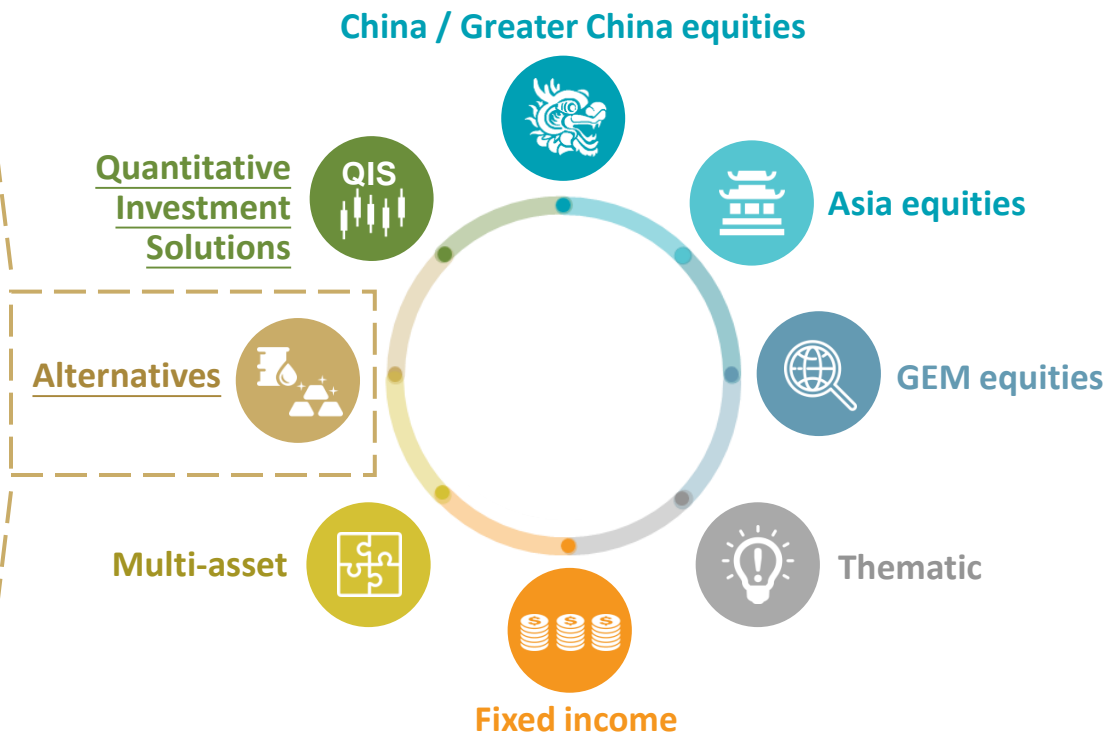 China / Greater China equities
QIS
Quantitative
Investment
Solutions
Asia equities
Alternatives
GEM equities
Multi-asset
Thematic
$ $ $
Fixed income